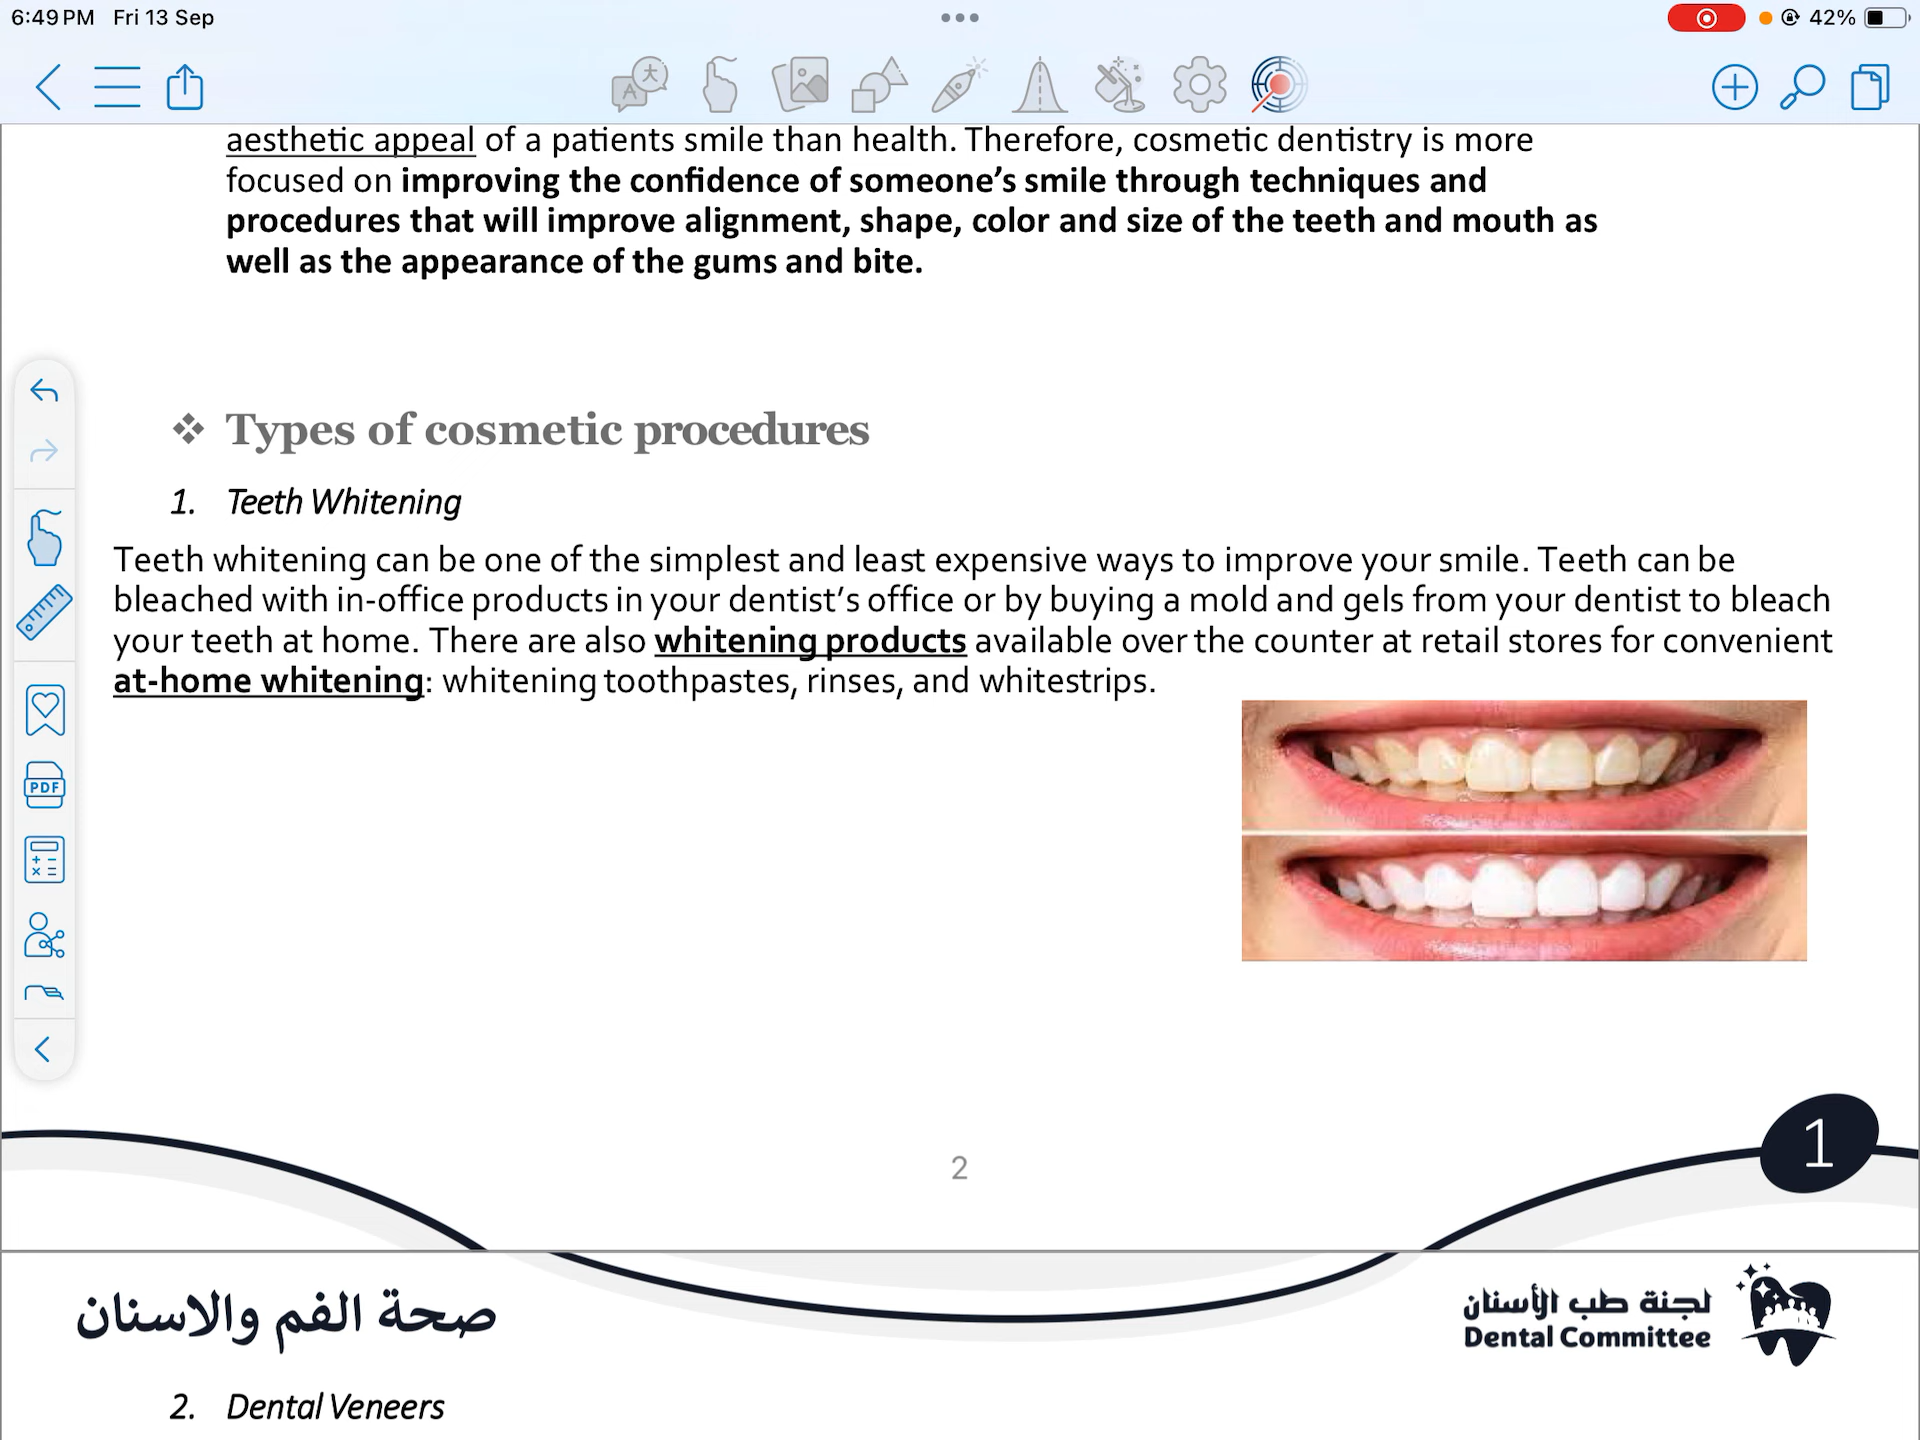 6:49 PM Fri 13 Sep
42%
aesthetic appeal of a patients smile than health. Therefore, cosmetic dentistry is more
focused on improving the confidence of someone’s smile through techniques and
procedures that will improve alignment, shape, color and size of the teeth and mouth as
well as the appearance of the gums and bite.
❖ Types of cosmetic procedures
1. Teeth Whitening
Teeth whitening can be one of the simplest and least expensive ways to improve your smile. Teeth can be
bleached with in-office products in your dentist’s office or by buying a mold and gels from your dentist to bleach
your teeth at home. There are also whitening products available over the counter at retail stores for convenient
at-home whitening: whitening toothpastes, rinses, and whitestrips.
PDF
1
2
صحة الفم والاسنان
لجنة طب الأسنان
Dental Committee
2. Dental Veneers